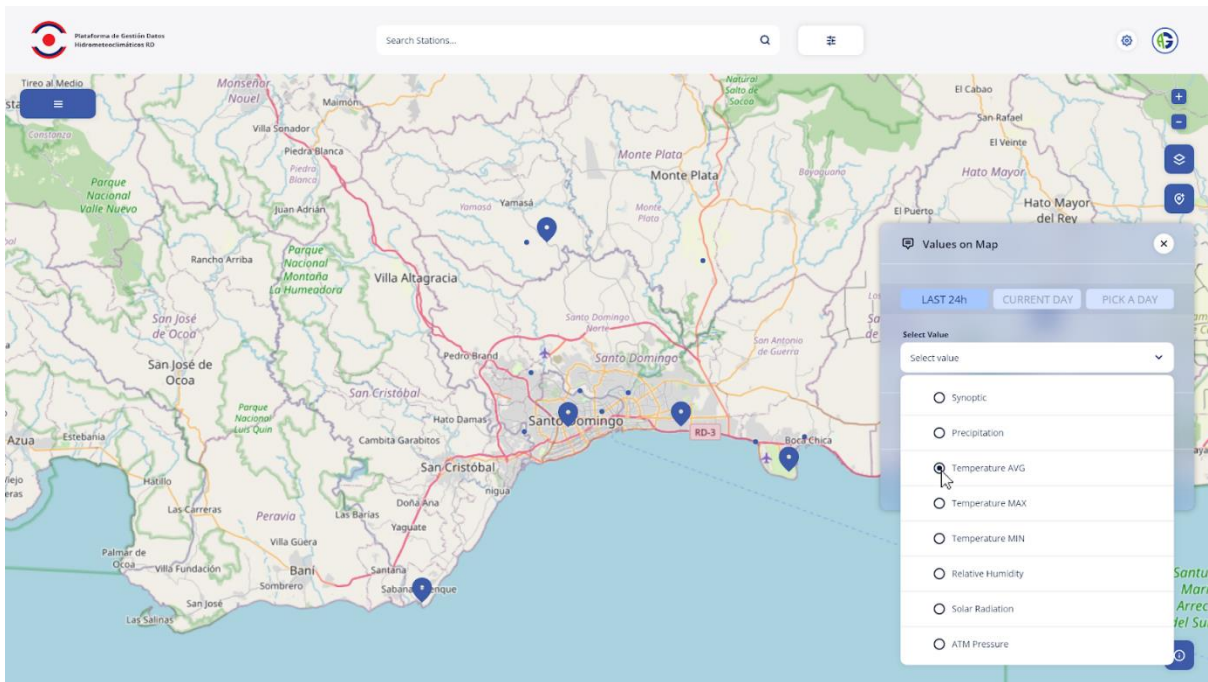 Plataforma de Gestión Datos
Hidrometeoclimáticos RD
Search Stations...
Tireo al Medio
Constanza
Monseñor
Nouel
Maimón
Villa Sonador
Piedra Blanca
Piedra
Blanca
Juan Adrián
Parque
Nacional
Valle Nuevo
Rancho Arriba
Parque
Nacional
Montaña
La Humeadora
Villa Altagracia
Yamasá
Yamasá
Monte Plata
Monte Plata
Monte
Plata
Natural
Salto de
Socoa
Bayaguana
El Cabao
San Rafael
El Veinte
Hato Mayor
Hato Mayor
del Rey
El Puerto
San José
de Ocoa
San José de
Ocoa
Santo Domingo
Norte
San Antonio
de Guerra
Pedro Brand
Santo Domingo
San Cristóbal
Parque
Nacional
Luis Quin
Hato Damas
Santo Domingo
RD-3
Boca Chica
Azua
Estebania
Cambita Garabitos
San Cristóbal
nigua
Hatillo
Las Carreras
Peravia
Las Barías
Doña Ana
Yaguate
Villa Güera
Palmar de
Ocoa
Villa Fundación
Baní
Santana
Sombrero
Sabana
enque
San José
Las Salinas
Values on Map
LAST 24h
CURRENT DAY
PICK A DAY
Select Value
Select value
Synoptic
Precipitation
Temperature AVG
Temperature MAX
Temperature MIN
Relative Humidity
Solar Radiation
ATM Pressure